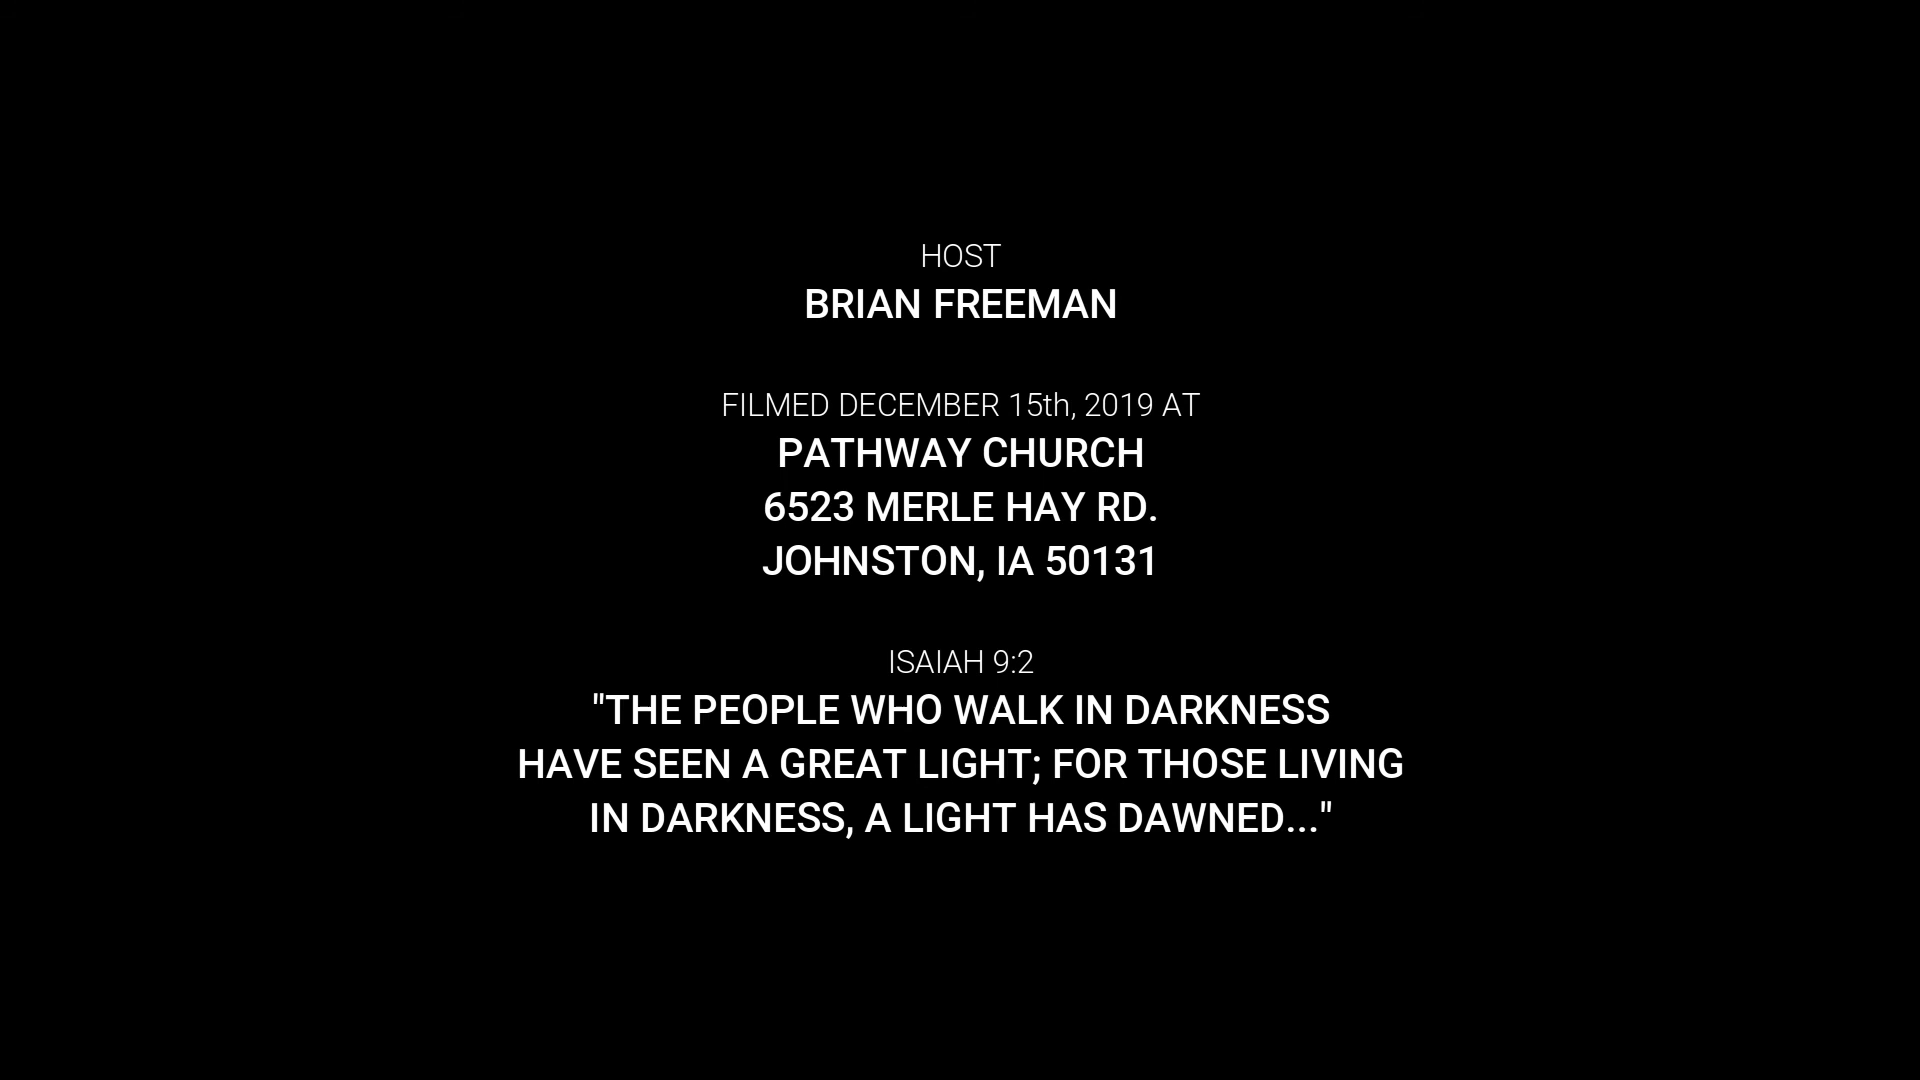 HOST
BRIAN FREEMAN
FILMED DECEMBER 15th, 2019 AT
PATHWAY CHURCH
6523 MERLE HAY RD.
JOHNSTON, IA 50131
ISAIAH 9:2
"THE PEOPLE WHO WALK IN DARKNESS
HAVE SEEN A GREAT LIGHT; FOR THOSE LIVING
IN DARKNESS, A LIGHT HAS DAWNED..."